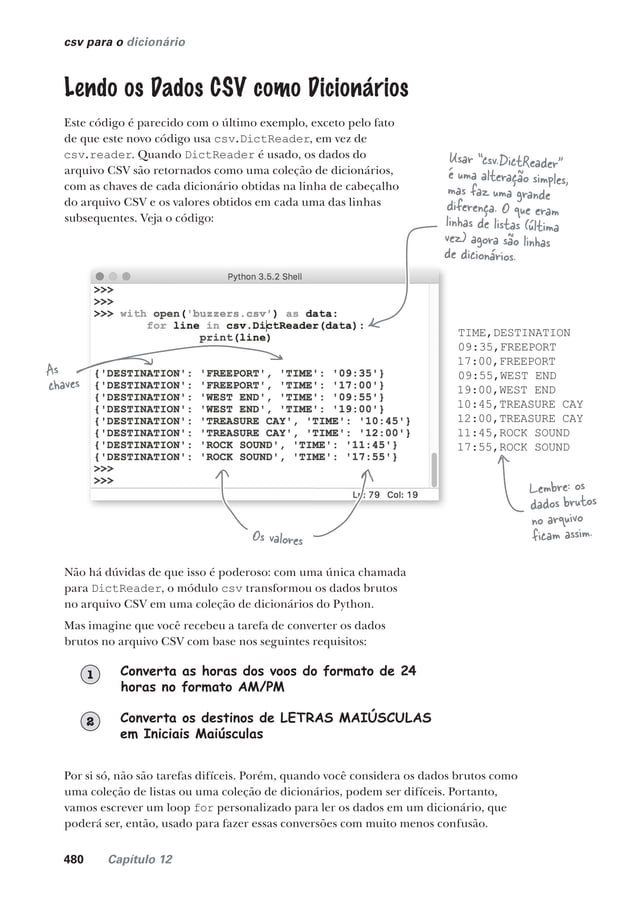 csv para o dicionário
Lendo os Dados CSV como Dicionários
Este código é parecido com o último exemplo, exceto pelo fato
de que este novo código usa csv.DictReader, em vez de
csv.reader. Quando DictReader é usado, os dados do
arquivo CSV são retornados como uma coleção de dicionários,
com as chaves de cada dicionário obtidas na linha de cabeçalho
do arquivo CSV e os valores obtidos em cada uma das linhas
subsequentes. Veja o código:
Usar "csv.DictReader"
é uma alteração simples,
mas faz uma grande
diferença. O que eram
linhas de listas (última
vez) agora são linhas
de dicionários.
Python 3.5.2 Shell
>>>
>>>
>>> with open('buzzers.csv') as data:
for line in csv.DictReader(data):
print(line)
As
chaves
{'DESTINATION': 'FREEPORT', 'TIME': '09:35'}
{'DESTINATION': 'FREEPORT', 'TIME': '17:00'}
{'DESTINATION': 'WEST END', 'TIME': '09:55'}
{'DESTINATION': 'WEST END', 'TIME': '19:00'}
{'DESTINATION': 'TREASURE CAY', 'TIME': '10:45'}
{'DESTINATION': 'TREASURE CAY', 'TIME': '12:00'}
{'DESTINATION': 'ROCK SOUND', 'TIME': '11:45'}
{'DESTINATION': 'ROCK SOUND', 'TIME': '17:55'}
>>>
>>>
Ln: 79 Col: 19
Os valores
TIME,DESTINATION
09:35,FREEPORT
17:00,FREEPORT
09:55,WEST END
19:00,WEST END
10:45,TREASURE CAY
12:00,TREASURE CAY
11:45,ROCK SOUND
17:55,ROCK SOUND
Lembre: os
dados brutos
no arquivo
ficam assim.
Não há dúvidas de que isso é poderoso: com uma única chamada
para DictReader, o módulo csv transformou os dados brutos
no arquivo CSV em uma coleção de dicionários do Python.
Mas imagine que você recebeu a tarefa de converter os dados
brutos no arquivo CSV com base nos seguintes requisitos:
1 Converta as horas dos voos do formato de 24
horas no formato AM/PM
2 Converta os destinos de LETRAS MAIÚSCULAS
em Iniciais Maiúsculas
Por si só, não são tarefas difíceis. Porém, quando você considera os dados brutos como
uma coleção de listas ou uma coleção de dicionários, podem ser difíceis. Portanto,
vamos escrever um loop for personalizado para ler os dados em um dicionário, que
poderá ser, então, usado para fazer essas conversões com muito menos confusão.
480 Capítulo 12